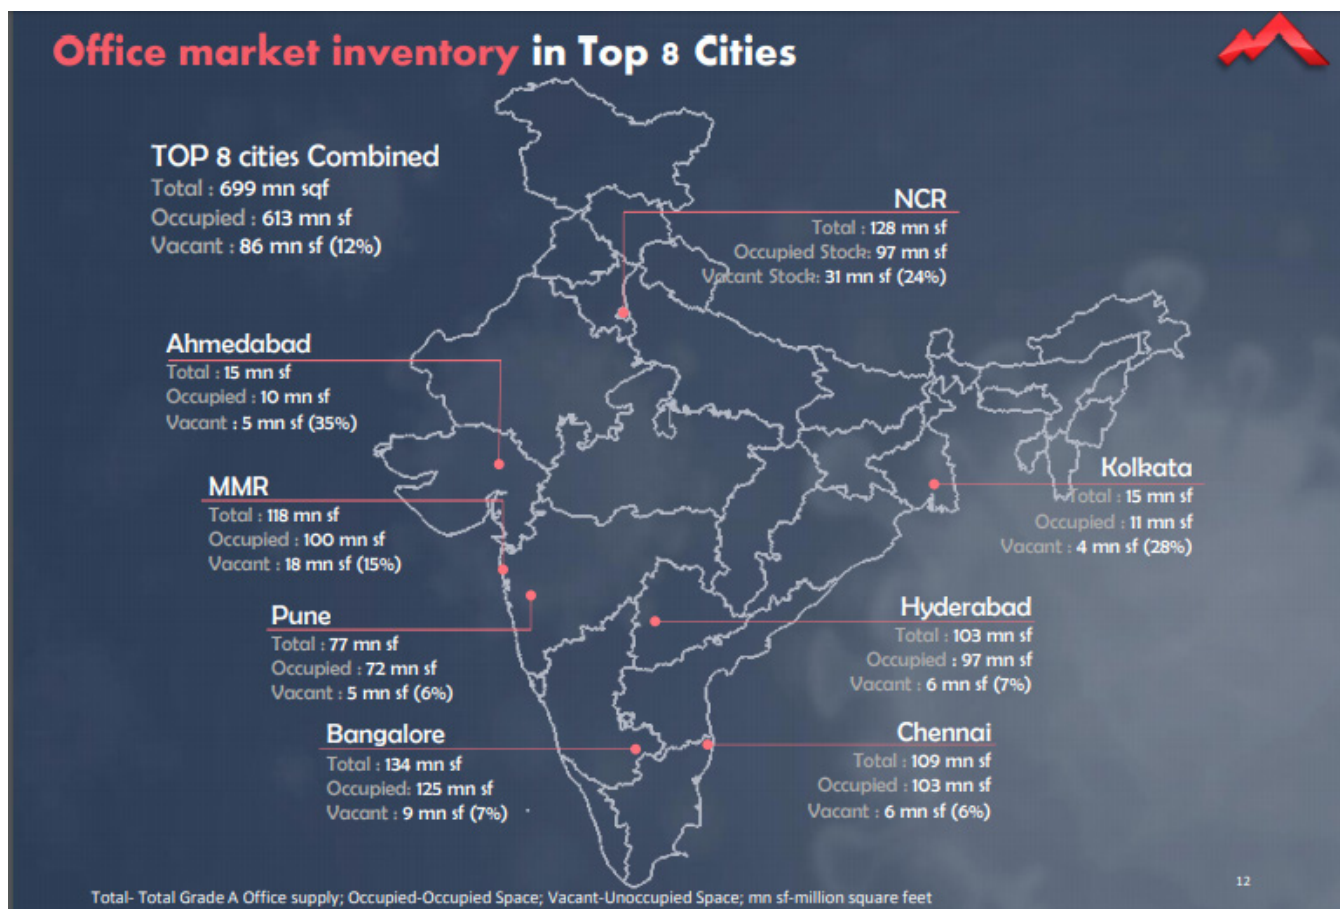 Office market inventory in Top 8 Cities
TOP 8 cities Combined
Total : 699 mn sqf
Occupied : 613 mn sf
Vacant : 86 mn sf (12%)
NCR
Total : 128 mn sf
Occupied Stock: 97 mn sf
Vacant Stock: 31 mn sf (24%)
Ahmedabad
Total : 15 mn sf
Occupied : 10 mn sf
Vacant : 5 mn sf (35%)
MMR
Total : 118 mn sf
Occupied : 100 mn sf
Vacant : 18 mn sf (15%)
Kolkata
Total : 15 mn sf
Occupied : 11 mn sf
Vacant : 4 mn sf (28%)
Pune
Total : 77 mn sf
Occupied : 72 mn sf
Vacant : 5 mn sf (6%)
Hyderabad
Total : 103 mn sf
Occupied : 97 mn sf
Vacant : 6 mn sf (7%)
Bangalore
Total : 134 mn sf
Occupied: 125 mn sf
Vacant : 9 mn sf (7%)
Chennai
Total : 109 mn sf
Occupied : 103 mn sf
Vacant : 6 mn sf (6%)
12
Total- Total Grade A Office supply; Occupied-Occupied Space; Vacant-Unoccupied Space; mn sf-million square feet